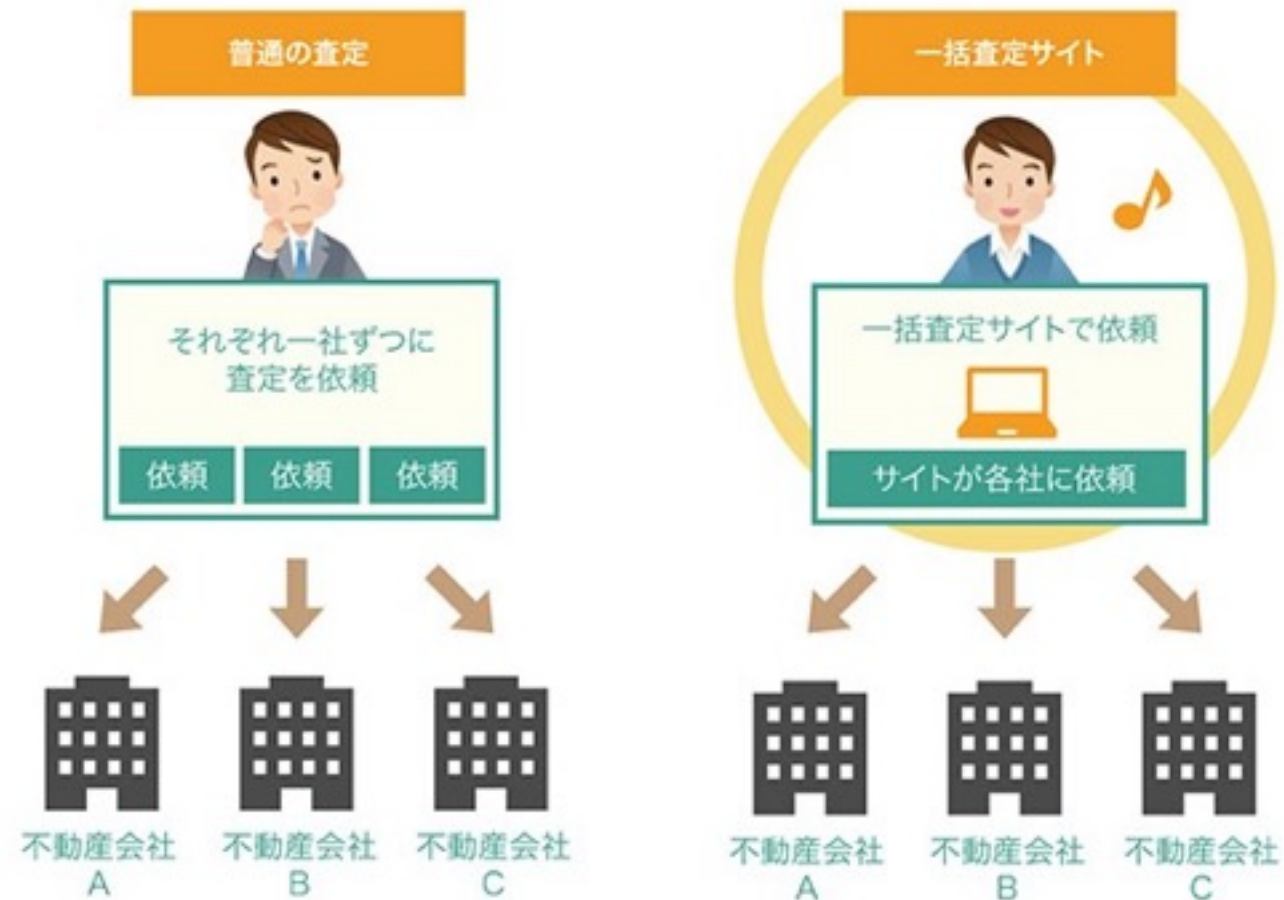 普通の査定
それぞれ一社ずつに
査定を依頼
依頼 依頼 依頼
不動産会社 不動産会社 不動産会社
A B C
一括査定サイト
一括査定サイトで依頼
サイトが各社に依頼
不動産会社 不動産会社 不動産会社
A B C